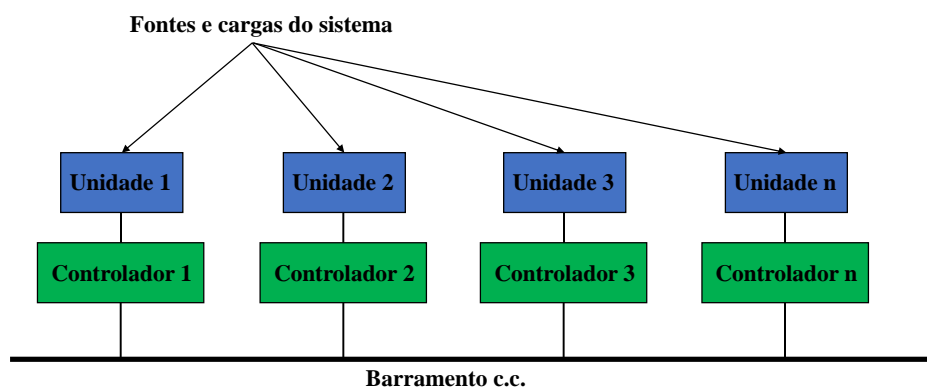 Fontes e cargas do sistema
Unidade 1
Unidade 2
Unidade 3
Unidade n
Controlador 1
Controlador 2
Controlador 3
Controlador n
Barramento c.c.